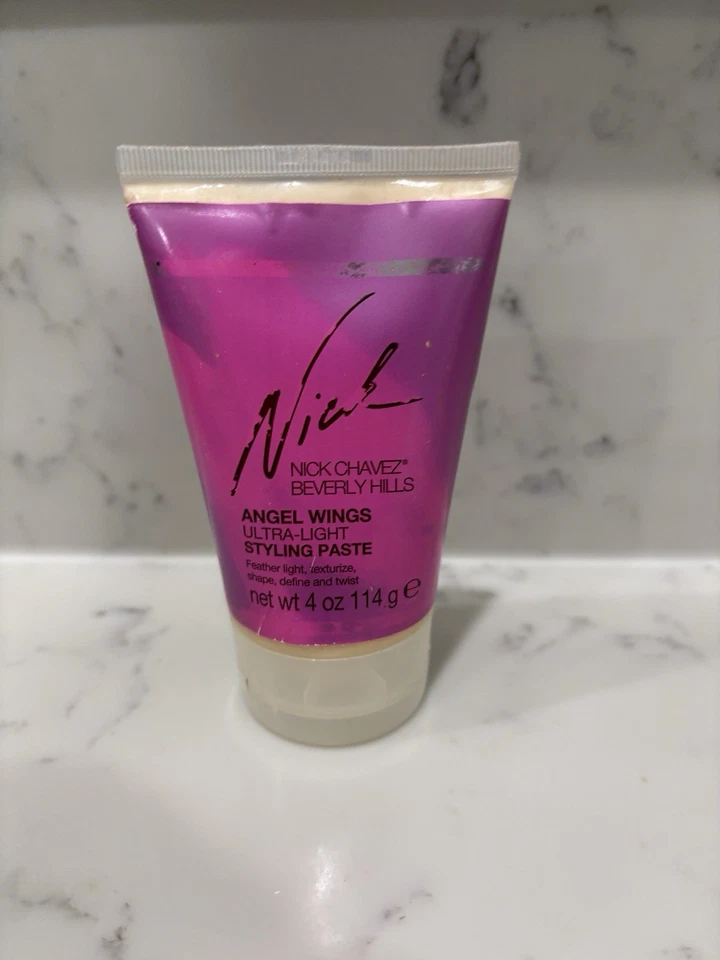 Nick
NICK CHAVEZ®
BEVERLY HILLS
ANGEL WINGS
ULTRA-LIGHT
STYLING PASTE
Feather light, texturize,
shape, define and twist
net wt 4 oz 114 g ℮